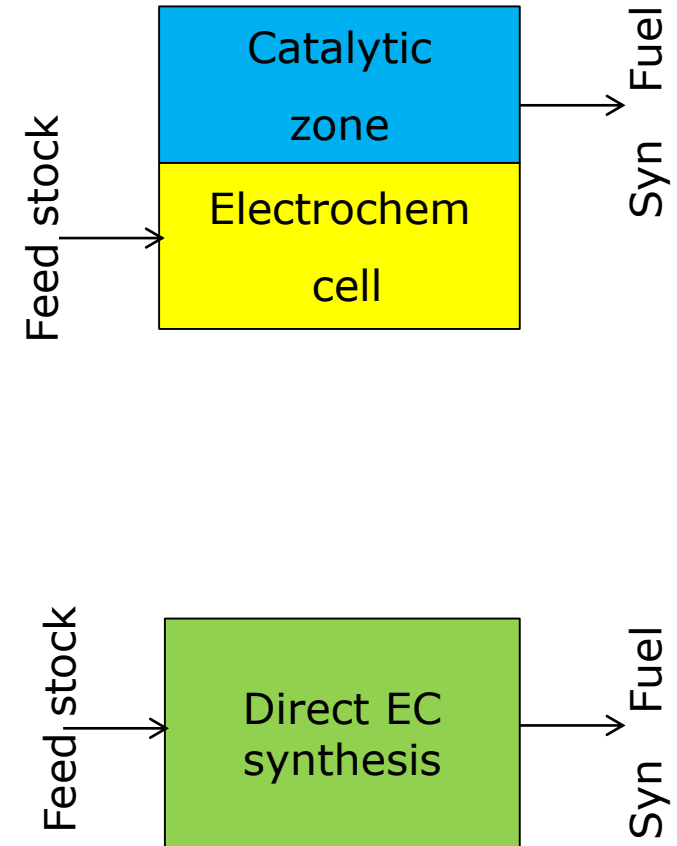 Catalytic
zone
Syn Fuel
Feed stock
Electrochem
cell
Feed stock
Direct EC
synthesis
Syn Fuel